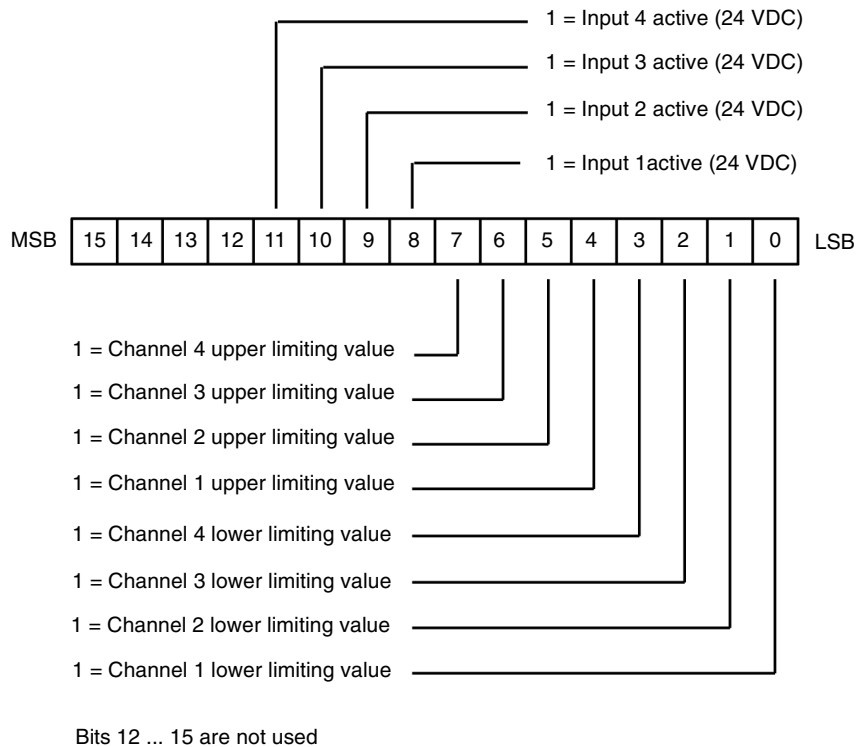 1 = Input 4 active (24 VDC)
1 = Input 3 active (24 VDC)
1 = Input 2 active (24 VDC)
1 = Input 1active (24 VDC)
MSB 15 14 13 12 11 10 9 8 7 6 5 4 3 2 1 0 LSB
1 = Channel 4 upper limiting value
1 = Channel 3 upper limiting value
1 = Channel 2 upper limiting value
1 = Channel 1 upper limiting value
1 = Channel 4 lower limiting value
1 = Channel 3 lower limiting value
1 = Channel 2 lower limiting value
1 = Channel 1 lower limiting value
Bits 12 ... 15 are not used